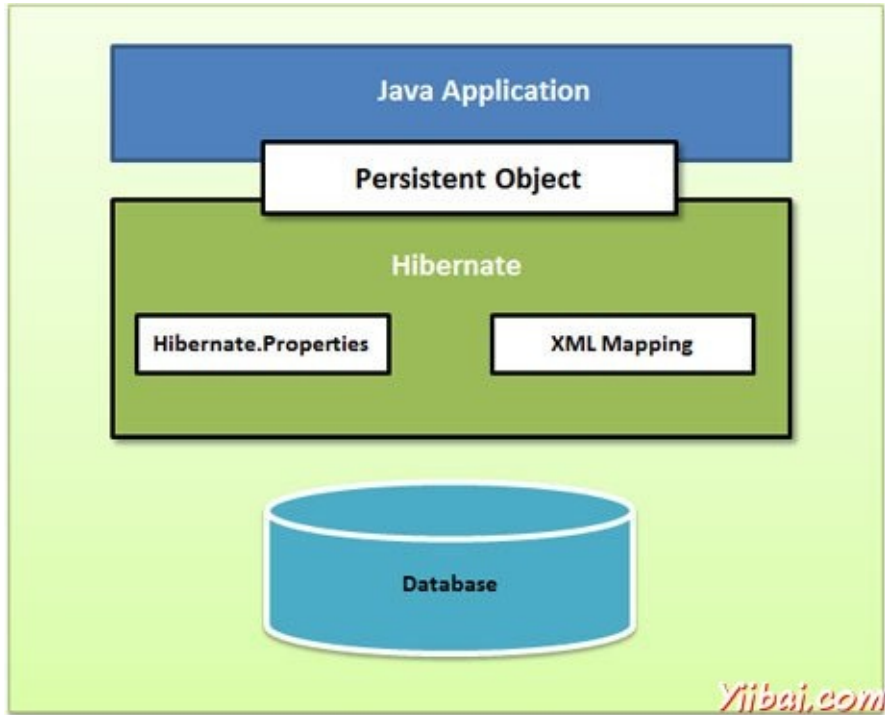 Java Application
Persistent Object
Hibernate
Hibernate.Properties
XML Mapping
Database
Yiibai.com